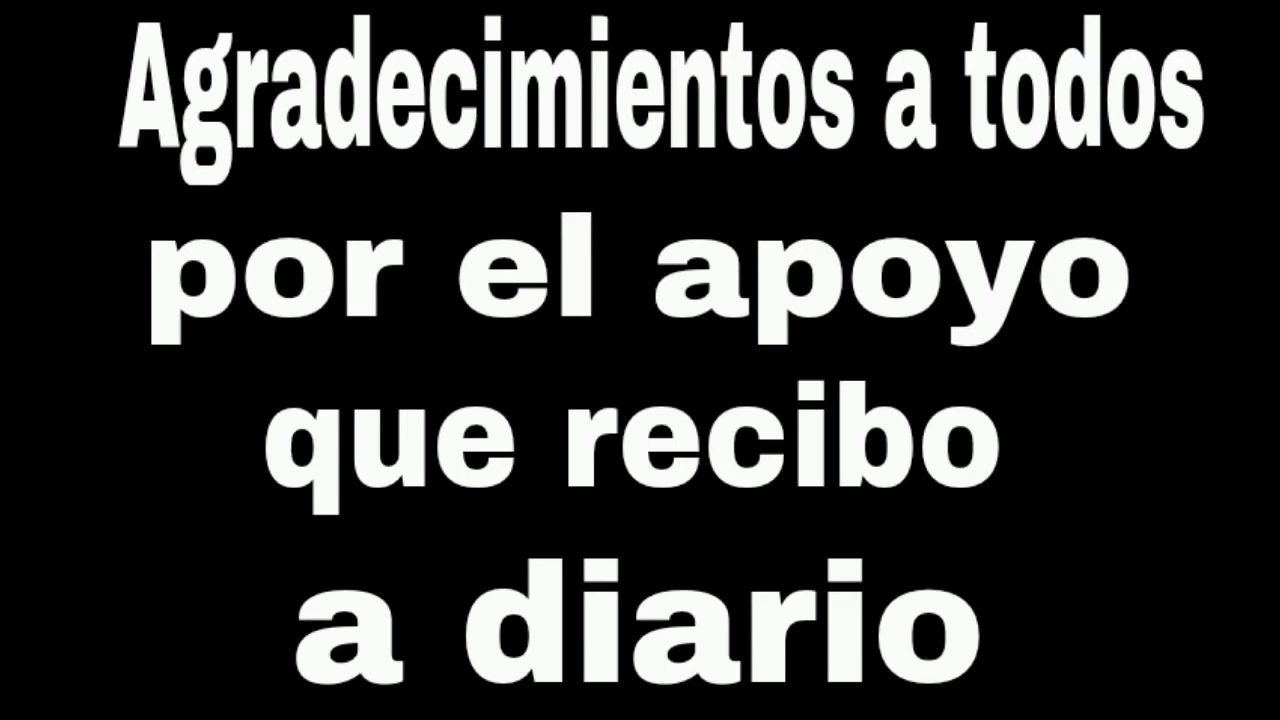 Agradecimientos a todos
por el apoyo
que recibo
a diario